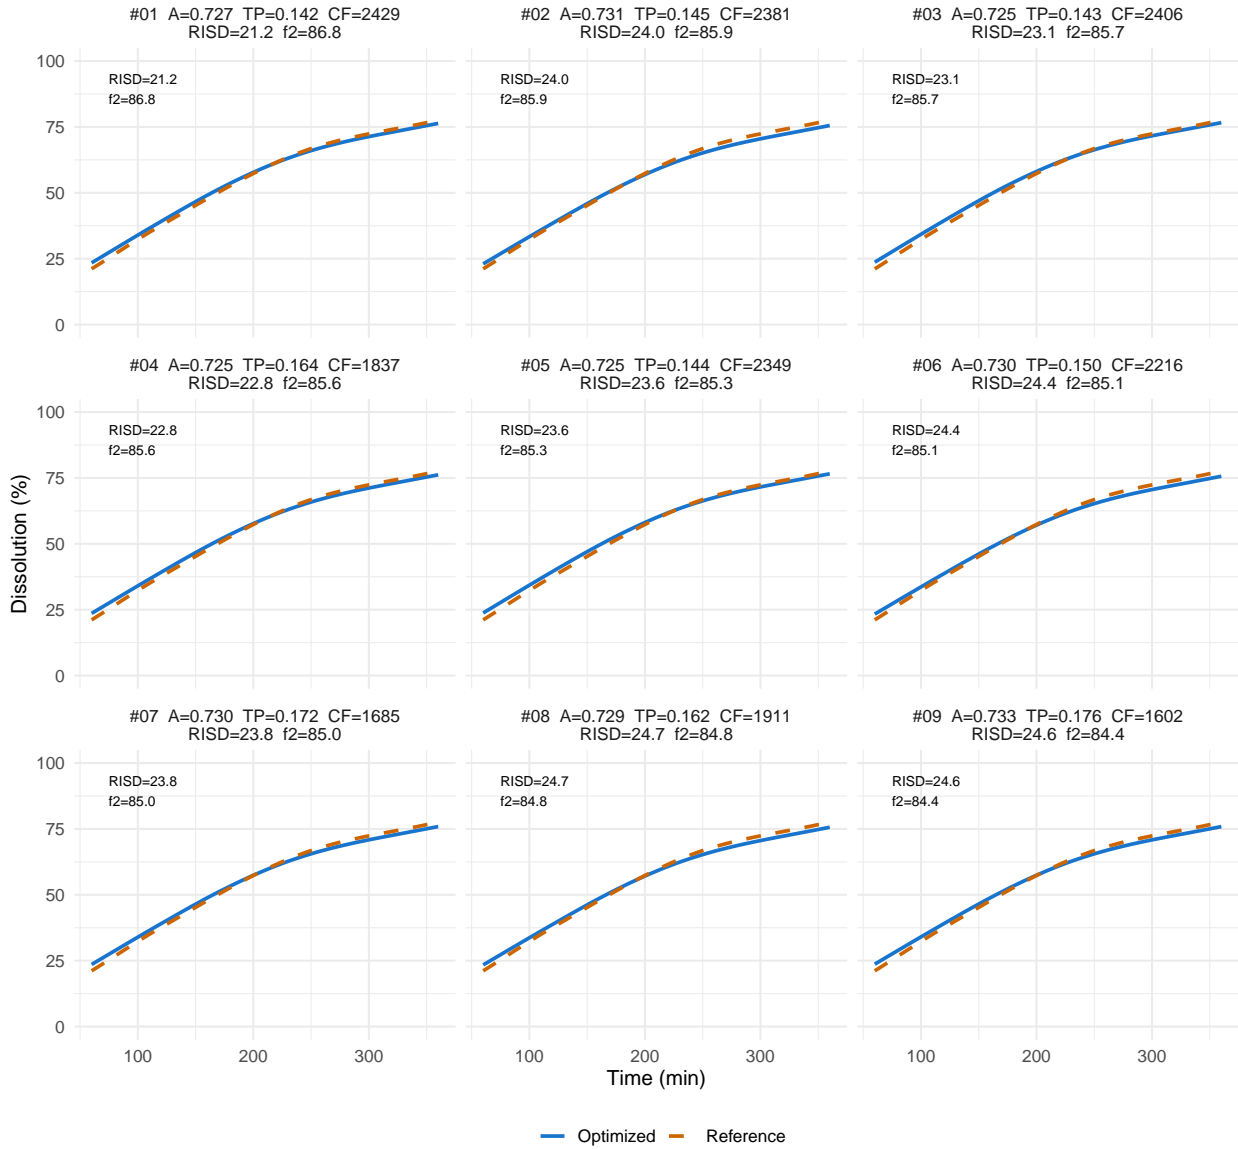 #01  A=0.727  TP=0.142  CF=2429
RISD=21.2  f2=86.8
#02  A=0.731  TP=0.145  CF=2381
RISD=24.0  f2=85.9
#03  A=0.725  TP=0.143  CF=2406
RISD=23.1  f2=85.7
100
75
50
25
0
RISD=21.2
f2=86.8
RISD=24.0
f2=85.9
RISD=23.1
f2=85.7
#04  A=0.725  TP=0.164  CF=1837
RISD=22.8  f2=85.6
#05  A=0.725  TP=0.144  CF=2349
RISD=23.6  f2=85.3
#06  A=0.730  TP=0.150  CF=2216
RISD=24.4  f2=85.1
100
75
50
25
0
RISD=22.8
f2=85.6
RISD=23.6
f2=85.3
RISD=24.4
f2=85.1
Dissolution (%)
#07  A=0.730  TP=0.172  CF=1685
RISD=23.8  f2=85.0
#08  A=0.729  TP=0.162  CF=1911
RISD=24.7  f2=84.8
#09  A=0.733  TP=0.176  CF=1602
RISD=24.6  f2=84.4
100
75
50
25
0
RISD=23.8
f2=85.0
RISD=24.7
f2=84.8
RISD=24.6
f2=84.4
100 200 300
100 200 300
100 200 300
Time (min)
Optimized Reference